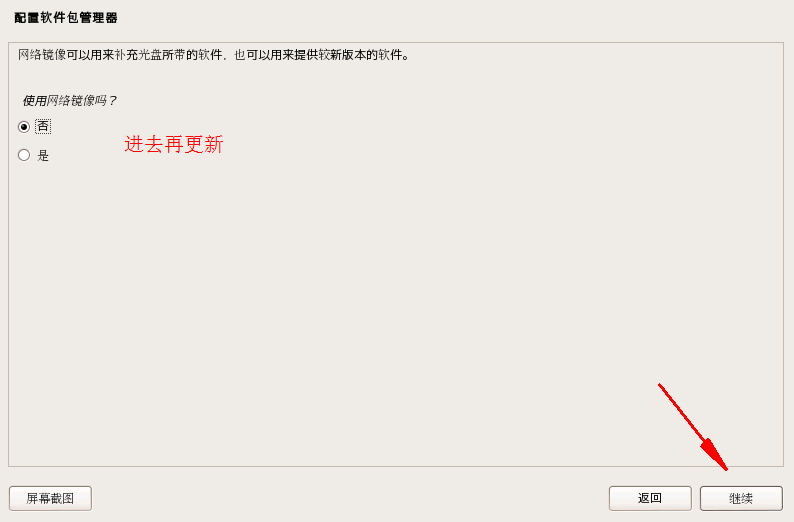 配置软件包管理器
网络镜像可以用来补充光盘所带的软件，也可以用来提供较新版本的软件。
使用网络镜像吗？
否
进去再更新
是
屏幕截图
返回
继续